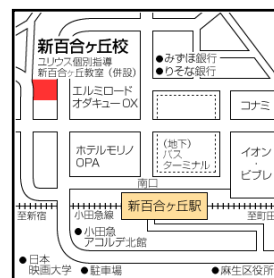 新百合ヶ丘校
ユリウス個別指導
新百合ヶ丘教室（併設）
●みずほ銀行
●りそな銀行
エルミロード
オダキューOX
コナミ
ホテルモリノ
OPA
（地下）
バス
ターミナル
イオン
・
ビブレ
南口
新百合ヶ丘駅
至新宿
小田急線
至町田
●小田急
アコルデ北館
●日本
映画大学
●駐車場
●麻生区役所